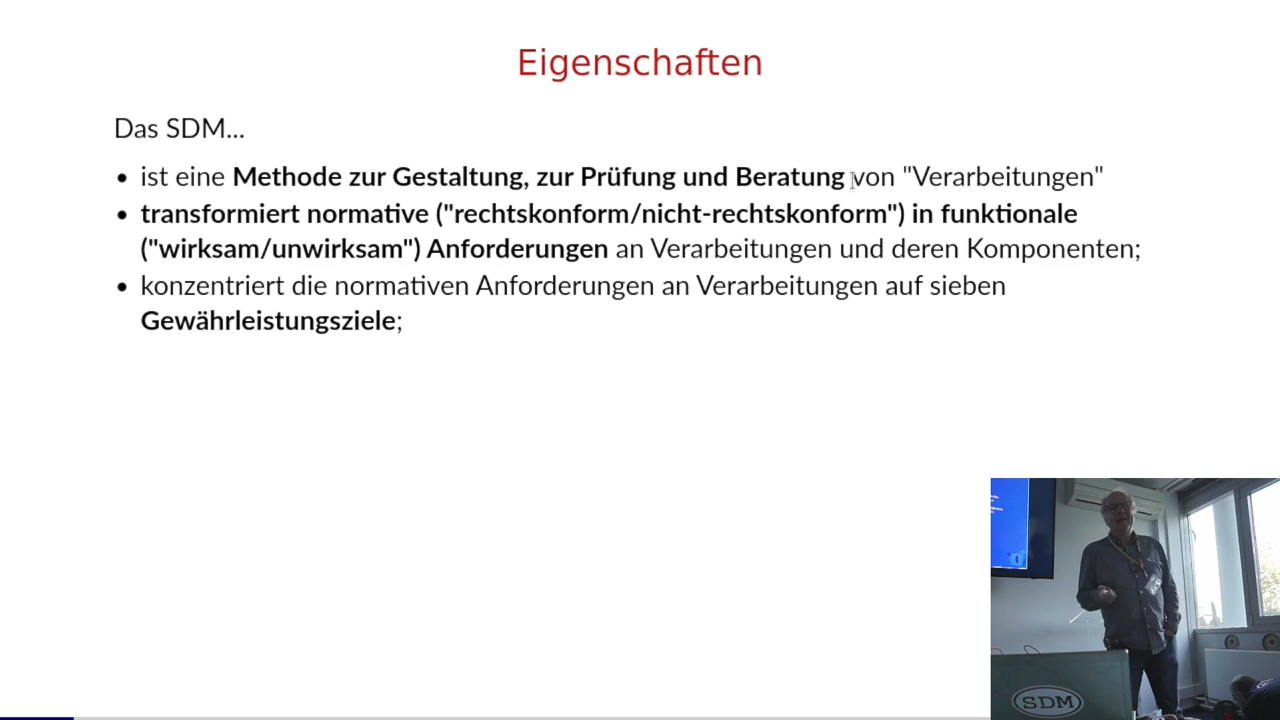 Eigenschaften
Das SDM...
• ist eine Methode zur Gestaltung, zur Prüfung und Beratung von "Verarbeitungen"
• transformiert normative ("rechtskonform/nicht-rechtskonform") in funktionale
("wirksam/unwirksam") Anforderungen an Verarbeitungen und deren Komponenten;
• konzentriert die normativen Anforderungen an Verarbeitungen auf sieben
Gewährleistungsziele;
SDM